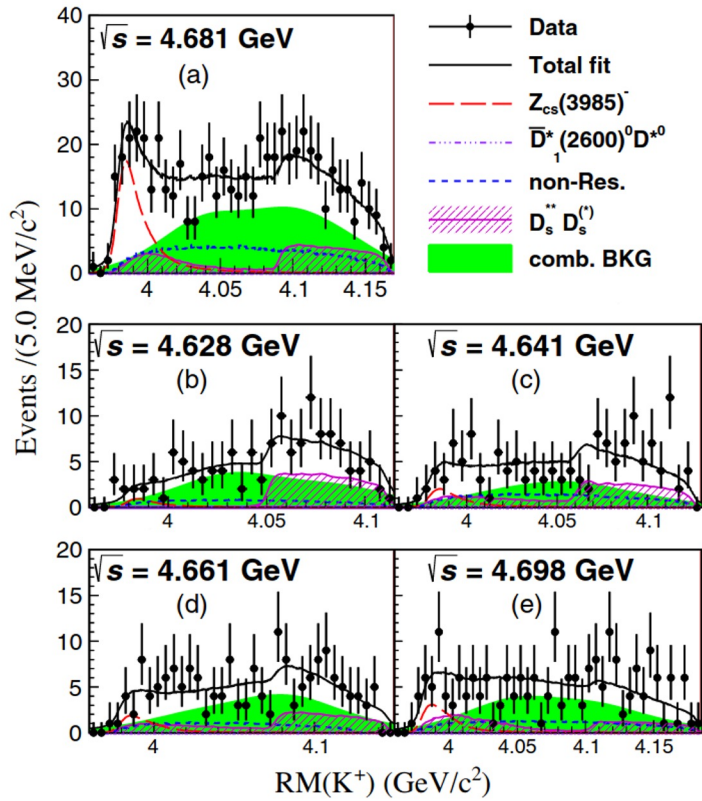 Events /(5.0 MeV/c²)
40
30
20
10
0
√s = 4.681 GeV
(a)
4 4.05 4.1 4.15
Data
Total fit
Z_cs(3985)⁻
D̅*₁(2600)⁰D*⁰
non-Res.
D_s** D_s(*)
comb. BKG
20
15
10
5
0
√s = 4.628 GeV
(b)
4 4.05 4.1
√s = 4.641 GeV
(c)
4 4.05 4.1
20
15
10
5
0
√s = 4.661 GeV
(d)
4 4.1
√s = 4.698 GeV
(e)
4 4.05 4.1 4.15
RM(K⁺) (GeV/c²)